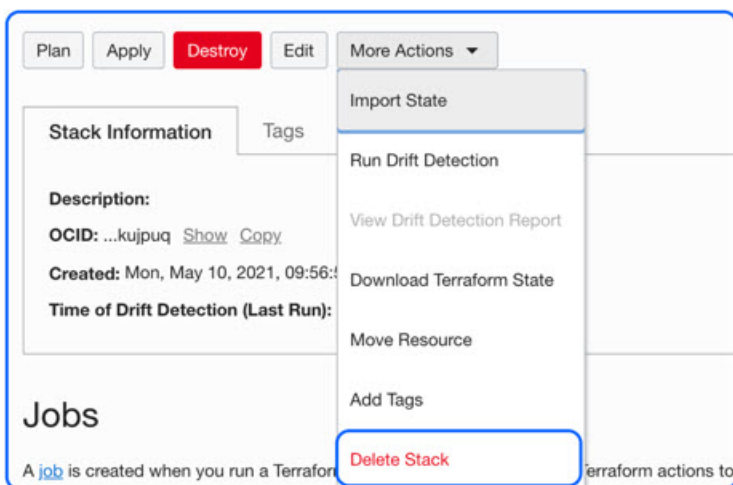 Plan Apply Destroy Edit More Actions
Import State
Stack Information Tags
Run Drift Detection
Description:
View Drift Detection Report
OCID: ...kujpuq Show Copy
Created: Mon, May 10, 2021, 09:56:
Download Terraform State
Time of Drift Detection (Last Run):
Move Resource
Add Tags
Jobs
Delete Stack
A job is created when you run a Terraform actions to